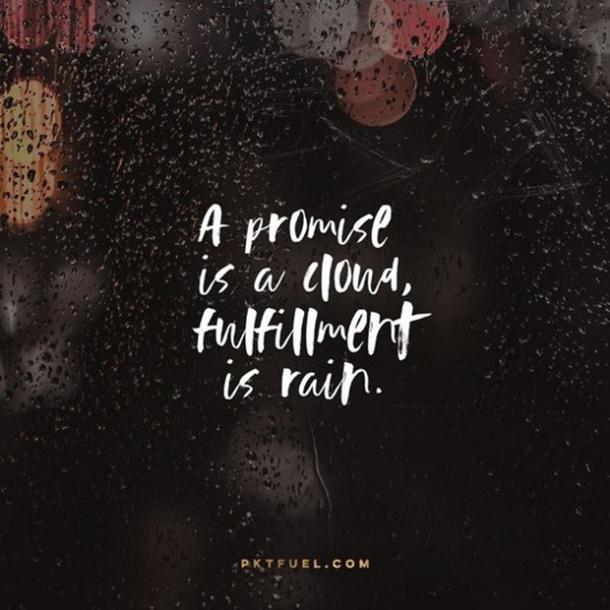 A promise
is a cloud,
fulfillment
is rain.
PKTFUEL.COM